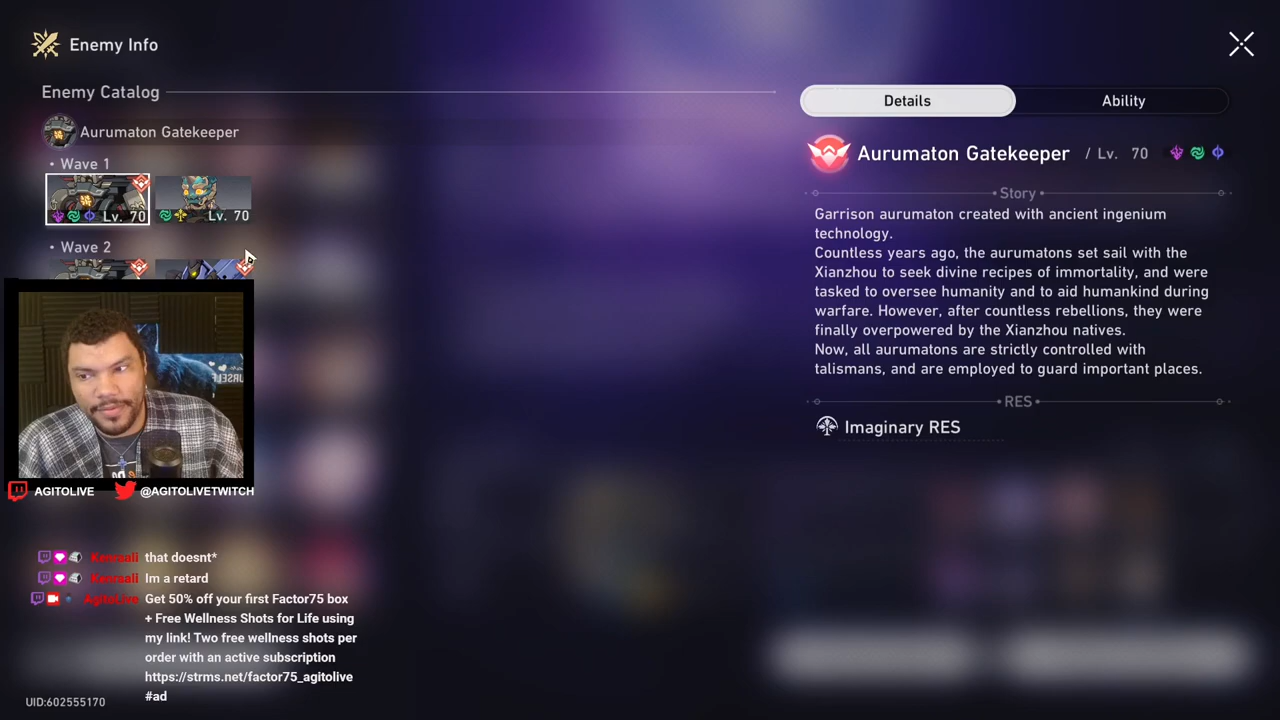 Enemy Info
Enemy Catalog
Aurumaton Gatekeeper
• Wave 1
Lv. 70
Lv. 70
• Wave 2
Details
Ability
Aurumaton Gatekeeper / Lv. 70
• Story •
Garrison aurumaton created with ancient ingenium
technology.
Countless years ago, the aurumatons set sail with the
Xianzhou to seek divine recipes of immortality, and were
tasked to oversee humanity and to aid humankind during
warfare. However, after countless rebellions, they were
finally overpowered by the Xianzhou natives.
Now, all aurumatons are strictly controlled with
talismans, and are employed to guard important places.
• RES •
Imaginary RES
AGITOLIVE
@AGITOLIVETWITCH
that doesnt*
Im a retard
AgitoLive Get 50% off your first Factor75 box
+ Free Wellness Shots for Life using
my link! Two free wellness shots per
order with an active subscription
https://strms.net/factor75_agitolive
#ad
UID:602555170